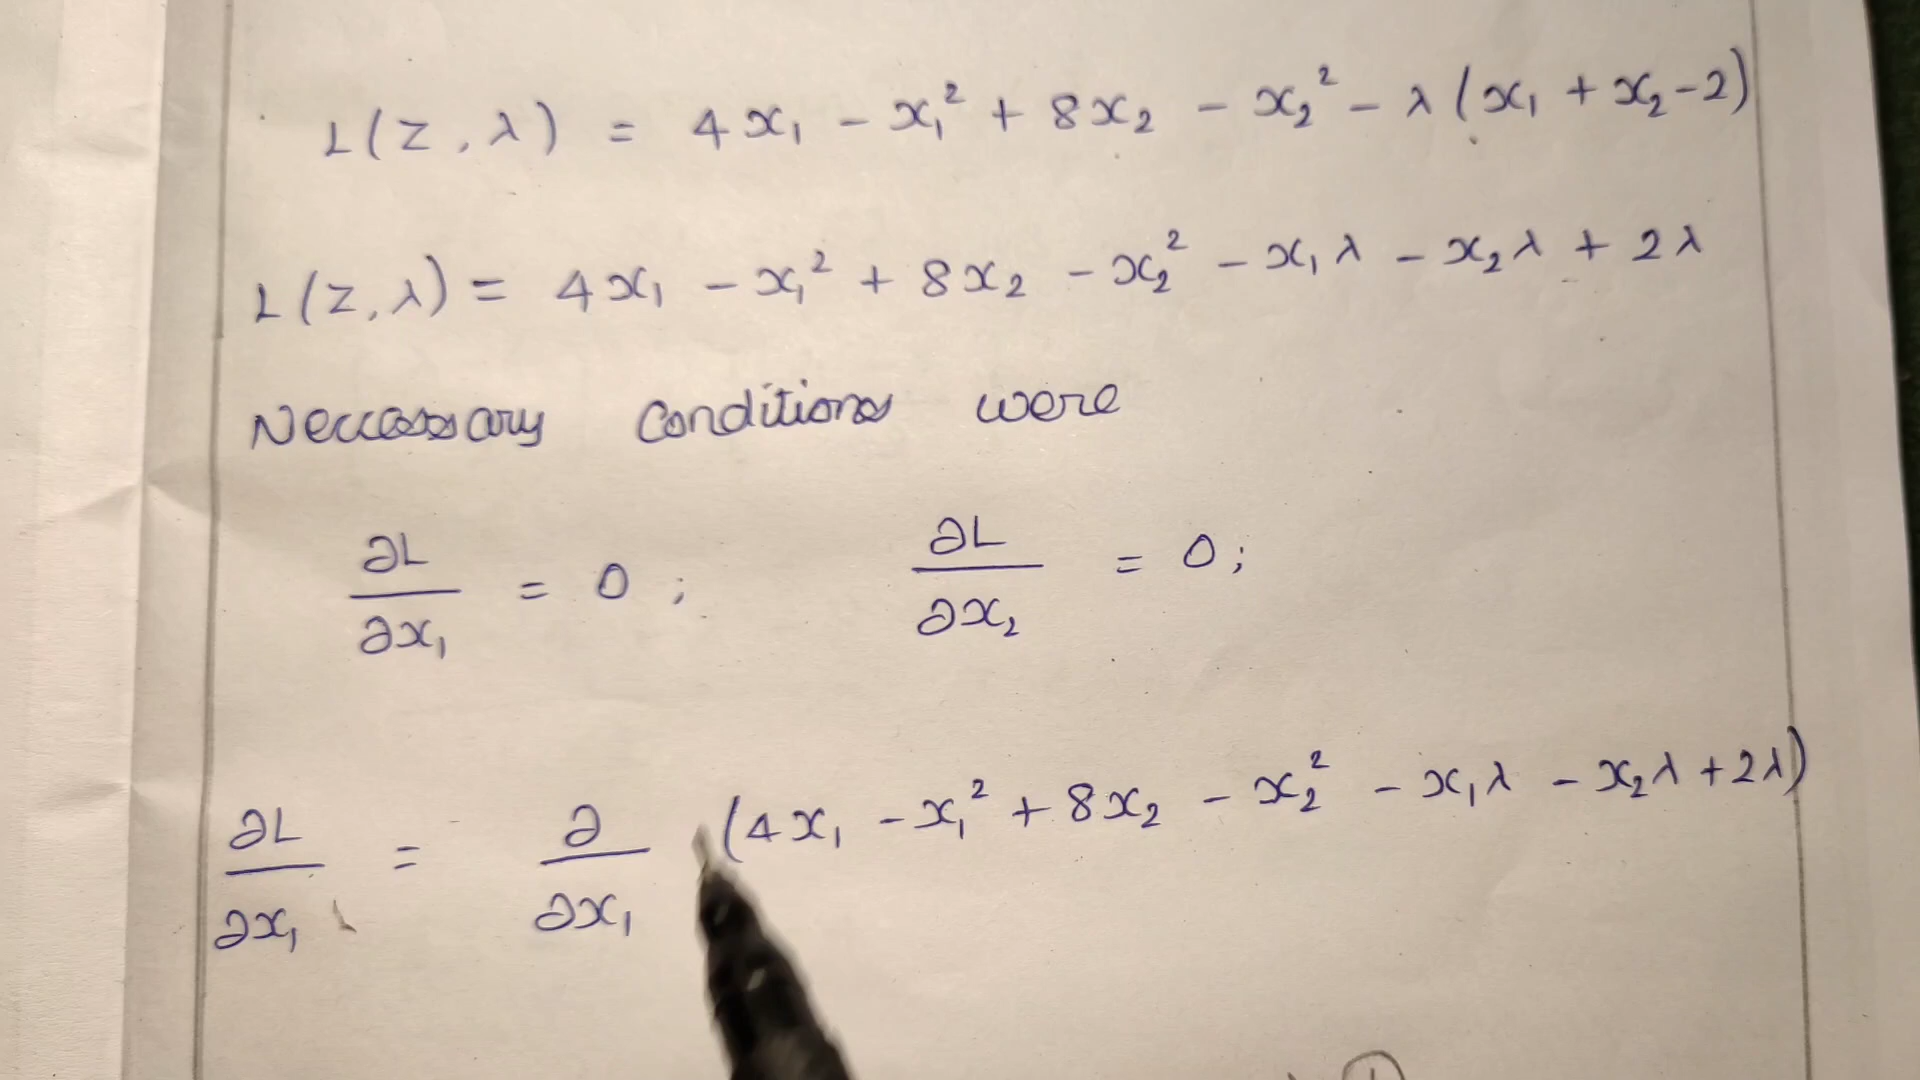 L(Z, λ) = 4x₁ - x₁² + 8x₂ - x₂² - λ(x₁ + x₂ - 2)
L(Z, λ) = 4x₁ - x₁² + 8x₂ - x₂² - x₁λ - x₂λ + 2λ
Neccessary conditions were
∂L/∂x₁ = 0 ; ∂L/∂x₂ = 0;
∂L/∂x₁ = ∂/∂x₁ (4x₁ - x₁² + 8x₂ - x₂² - x₁λ - x₂λ + 2λ)